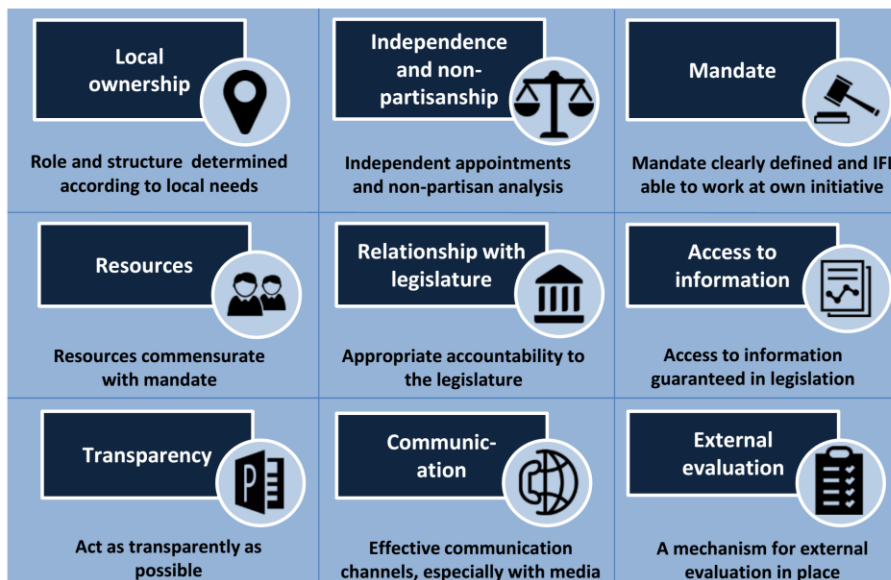 Local
ownership
Role and structure determined
according to local needs
Independence
and non-
partisanship
Independent appointments
and non-partisan analysis
Mandate
Mandate clearly defined and IFI
able to work at own initiative
Resources
Resources commensurate
with mandate
Relationship with
legislature
Appropriate accountability to
the legislature
Access to
information
Access to information
guaranteed in legislation
Transparency
P
Act as transparently as
possible
Communic-
ation
Effective communication
channels, especially with media
External
evaluation
A mechanism for external
evaluation in place